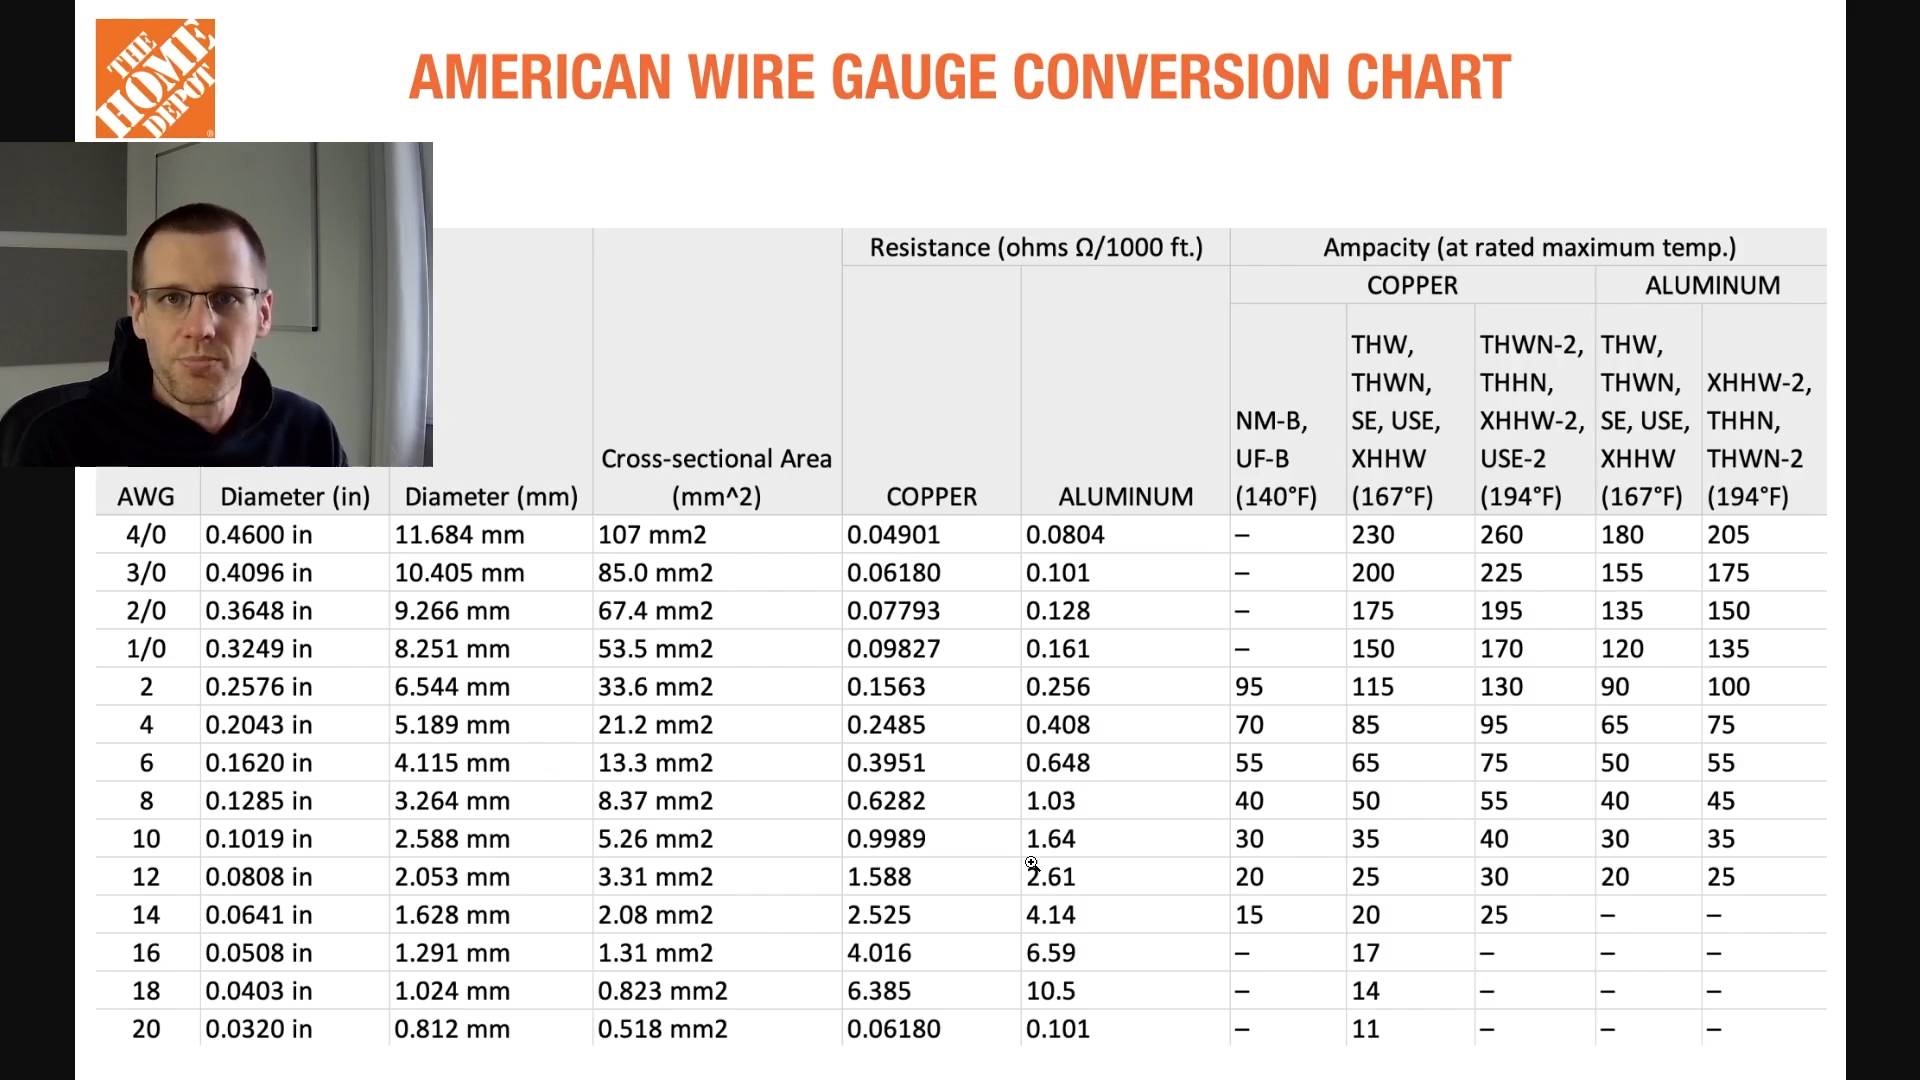 THE
HOME
DEPOT
®
AMERICAN WIRE GAUGE CONVERSION CHART
Resistance (ohms Ω/1000 ft.) Ampacity (at rated maximum temp.)
COPPER ALUMINUM
THW, THWN-2, THW,
THWN, THHN, THWN, XHHW-2,
NM-B, SE, USE, XHHW-2, SE, USE, THHN,
Cross-sectional Area UF-B XHHW USE-2 XHHW THWN-2
AWG Diameter (in) Diameter (mm) (mm^2) COPPER ALUMINUM (140°F) (167°F) (194°F) (167°F) (194°F)
4/0 0.4600 in 11.684 mm 107 mm2 0.04901 0.0804 – 230 260 180 205
3/0 0.4096 in 10.405 mm 85.0 mm2 0.06180 0.101 – 200 225 155 175
2/0 0.3648 in 9.266 mm 67.4 mm2 0.07793 0.128 – 175 195 135 150
1/0 0.3249 in 8.251 mm 53.5 mm2 0.09827 0.161 – 150 170 120 135
2 0.2576 in 6.544 mm 33.6 mm2 0.1563 0.256 95 115 130 90 100
4 0.2043 in 5.189 mm 21.2 mm2 0.2485 0.408 70 85 95 65 75
6 0.1620 in 4.115 mm 13.3 mm2 0.3951 0.648 55 65 75 50 55
8 0.1285 in 3.264 mm 8.37 mm2 0.6282 1.03 40 50 55 40 45
10 0.1019 in 2.588 mm 5.26 mm2 0.9989 1.64 30 35 40 30 35
12 0.0808 in 2.053 mm 3.31 mm2 1.588 2.61 20 25 30 20 25
14 0.0641 in 1.628 mm 2.08 mm2 2.525 4.14 15 20 25 – –
16 0.0508 in 1.291 mm 1.31 mm2 4.016 6.59 – 17 – – –
18 0.0403 in 1.024 mm 0.823 mm2 6.385 10.5 – 14 – – –
20 0.0320 in 0.812 mm 0.518 mm2 0.06180 0.101 – 11 – – –